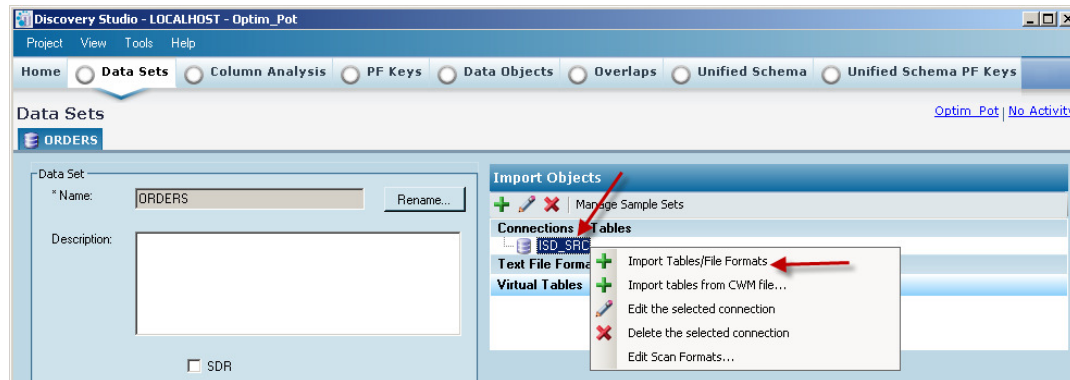 Discovery Studio - LOCALHOST - Optim_Pot
Project View Tools Help
Home Data Sets Column Analysis PF Keys Data Objects Overlaps Unified Schema Unified Schema PF Keys
Data Sets
Optim_Pot | No Activity
ORDERS
Data Set
* Name: ORDERS Rename...
Description:
SDR
Import Objects
Manage Sample Sets
Connections Tables
ISD_SRC
Text File Forma
Virtual Tables
Import Tables/File Formats
Import tables from CWM file...
Edit the selected connection
Delete the selected connection
Edit Scan Formats...